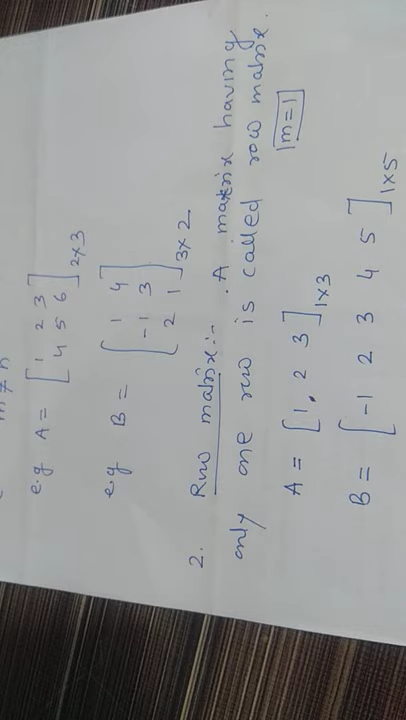 m ≠ n
e.g A = [1 2 3
4 5 6]2×3
e.g B = [1 4
-1 3
2 1]3×2
2. Row matrix:- . A matrix having
only one row is called row matrix.
m=1
A = [1, 2 3]1×3
B = [-1 2 3 4 5]1×5